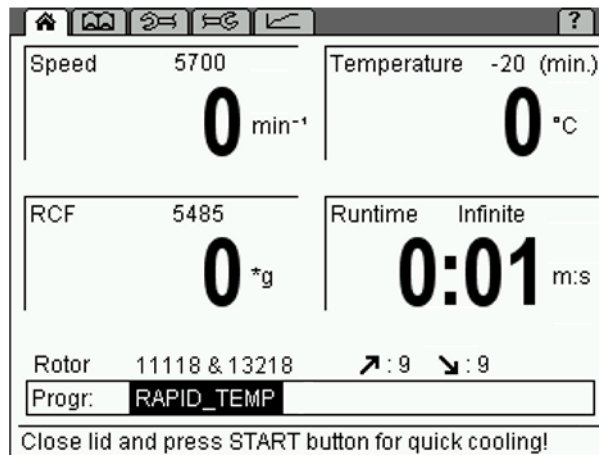 ?
Speed 5700
0 min⁻¹
Temperature -20 (min.)
0 °C
RCF 5485
0 *g
Runtime Infinite
0:01 m:s
Rotor 11118 & 13218 ↗ : 9 ↘ : 9
Progr: RAPID_TEMP
Close lid and press START button for quick cooling!